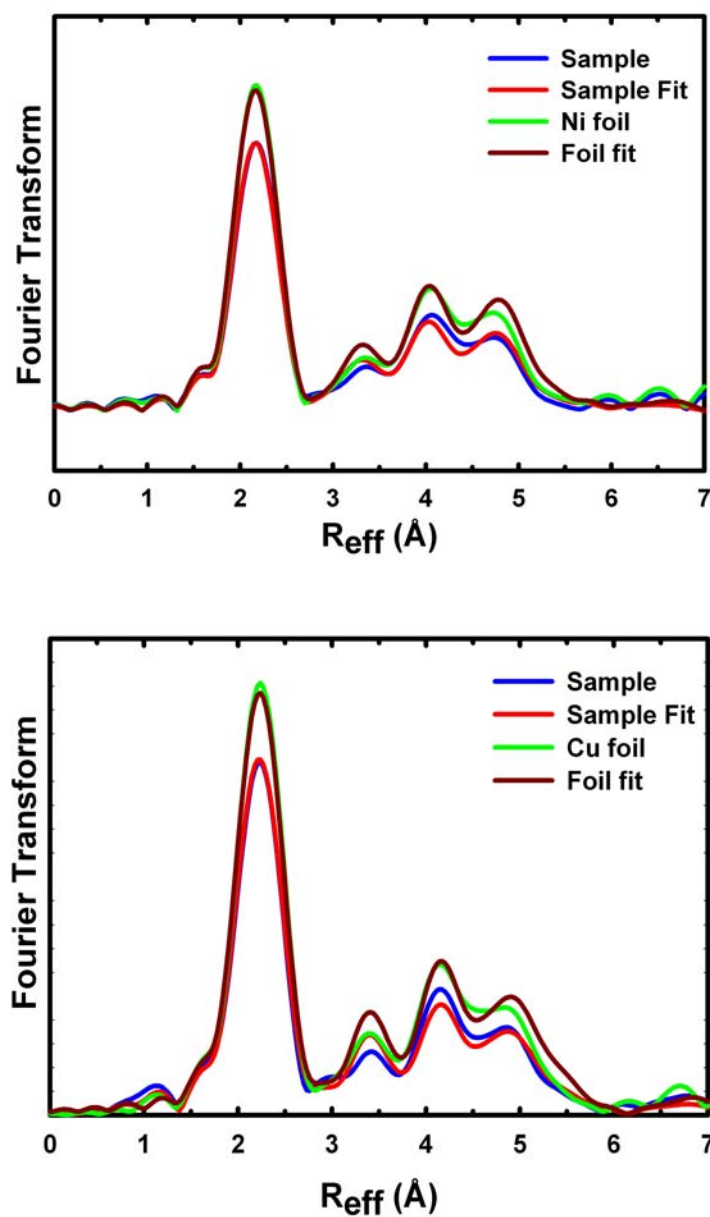 Fourier Transform
Sample
Sample Fit
Ni foil
Foil fit
0 1 2 3 4 5 6 7
Reff (Å)
Fourier Transform
Sample
Sample Fit
Cu foil
Foil fit
0 1 2 3 4 5 6 7
Reff (Å)